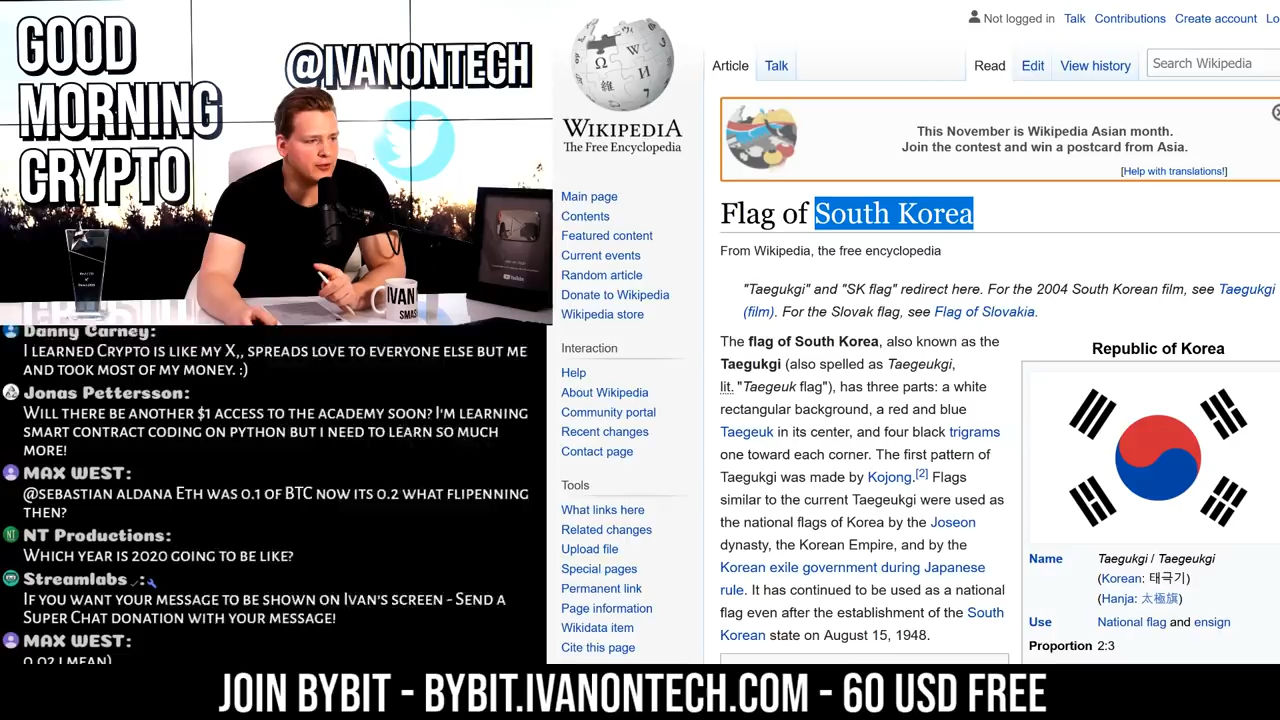 GOOD
MORNING
CRYPTO
@IVANONTECH
IVAN
SMAS
YouTube
Danny Carney:
I LEARNED CRYPTO IS LIKE MY X,, SPREADS LOVE TO EVERYONE ELSE BUT ME
AND TOOK MOST OF MY MONEY. :)
Jonas Pettersson:
WILL THERE BE ANOTHER $1 ACCESS TO THE ACADEMY SOON? I'M LEARNING
SMART CONTRACT CODING ON PYTHON BUT I NEED TO LEARN SO MUCH
MORE!
MAX WEST:
@SEBASTIAN ALDANA ETH WAS 0.1 OF BTC NOW ITS 0.2 WHAT FLIPENNING
THEN?
NT Productions:
WHICH YEAR IS 2020 GOING TO BE LIKE?
Streamlabs:
IF YOU WANT YOUR MESSAGE TO BE SHOWN ON IVAN'S SCREEN - SEND A
SUPER CHAT DONATION WITH YOUR MESSAGE!
MAX WEST:
0.02 I MEAN)
WIKIPEDIA
The Free Encyclopedia
Main page
Contents
Featured content
Current events
Random article
Donate to Wikipedia
Wikipedia store
Interaction
Help
About Wikipedia
Community portal
Recent changes
Contact page
Tools
What links here
Related changes
Upload file
Special pages
Permanent link
Page information
Wikidata item
Cite this page
Not logged in Talk Contributions Create account Lo
Article Talk Read Edit View history Search Wikipedia
This November is Wikipedia Asian month.
Join the contest and win a postcard from Asia.
[Help with translations!]
Flag of South Korea
From Wikipedia, the free encyclopedia
"Taegukgi" and "SK flag" redirect here. For the 2004 South Korean film, see Taegukgi
(film). For the Slovak flag, see Flag of Slovakia.
The flag of South Korea, also known as the
Taegukgi (also spelled as Taegeukgi,
lit. "Taegeuk flag"), has three parts: a white
rectangular background, a red and blue
Taegeuk in its center, and four black trigrams
one toward each corner. The first pattern of
Taegukgi was made by Kojong.[2] Flags
similar to the current Taegeukgi were used as
the national flags of Korea by the Joseon
dynasty, the Korean Empire, and by the
Korean exile government during Japanese
rule. It has continued to be used as a national
flag even after the establishment of the South
Korean state on August 15, 1948.
Republic of Korea
Name Taegukgi / Taegeukgi
(Korean: 태극기)
(Hanja: 太極旗)
Use National flag and ensign
Proportion 2:3
JOIN BYBIT - BYBIT.IVANONTECH.COM - 60 USD FREE